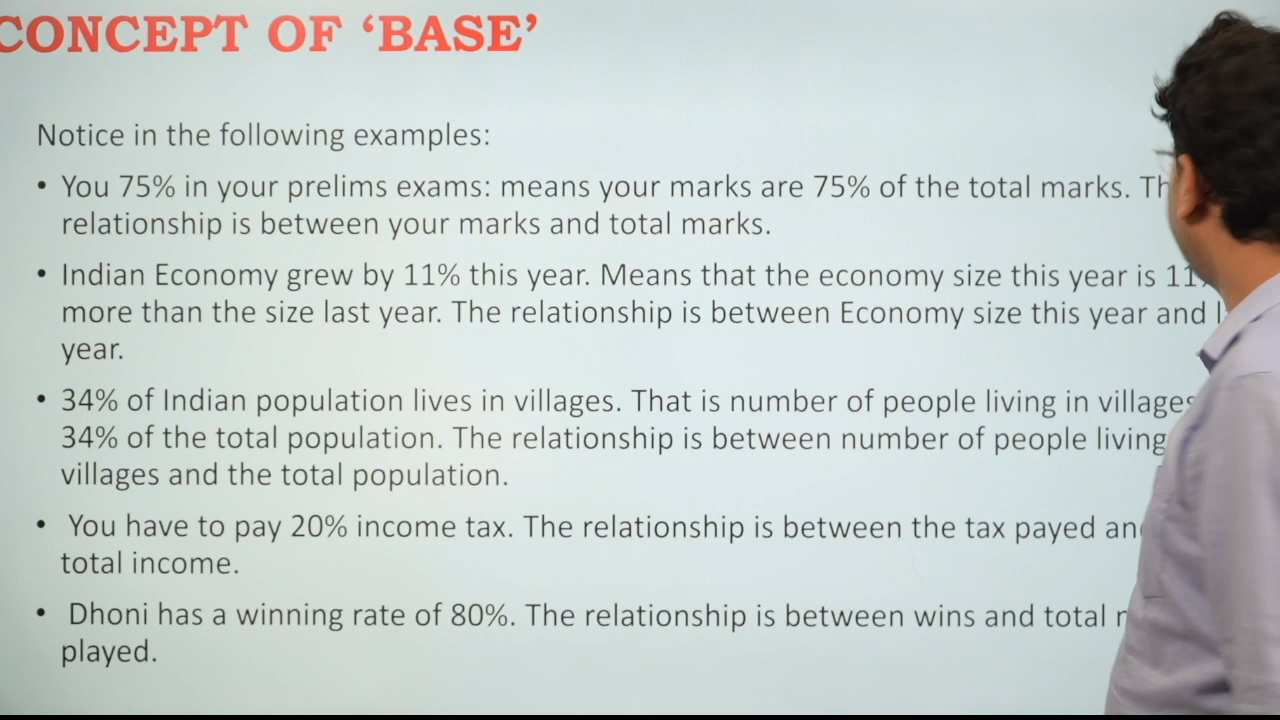 CONCEPT OF ‘BASE’
Notice in the following examples:
• You 75% in your prelims exams: means your marks are 75% of the total marks.
relationship is between your marks and total marks.
• Indian Economy grew by 11% this year. Means that the economy size this year is
more than the size last year. The relationship is between Economy size this year and
year.
• 34% of Indian population lives in villages. That is number of people living in villages
34% of the total population. The relationship is between number of people living
villages and the total population.
• You have to pay 20% income tax. The relationship is between the tax payed
total income.
• Dhoni has a winning rate of 80%. The relationship is between wins and total
played.